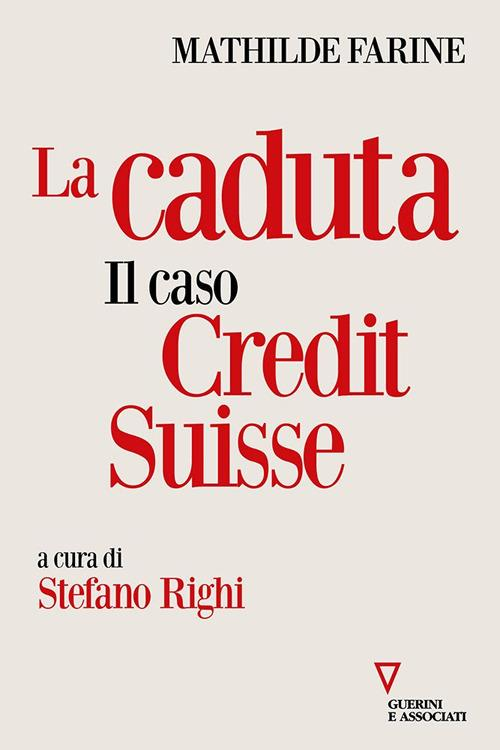 MATHILDE FARINE
La caduta
Il caso
Credit
Suisse
a cura di
Stefano Righi
GUERINI
E ASSOCIATI